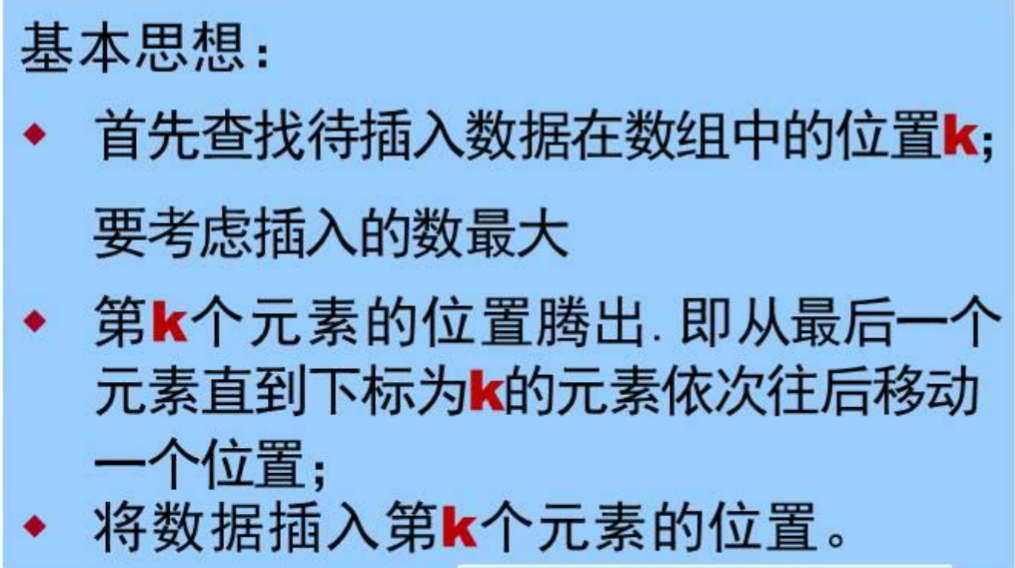 基本思想：
◆ 首先查找待插入数据在数组中的位置k；
要考虑插入的数最大
◆ 第k个元素的位置腾出. 即从最后一个
元素直到下标为k的元素依次往后移动
一个位置；
◆ 将数据插入第k个元素的位置。